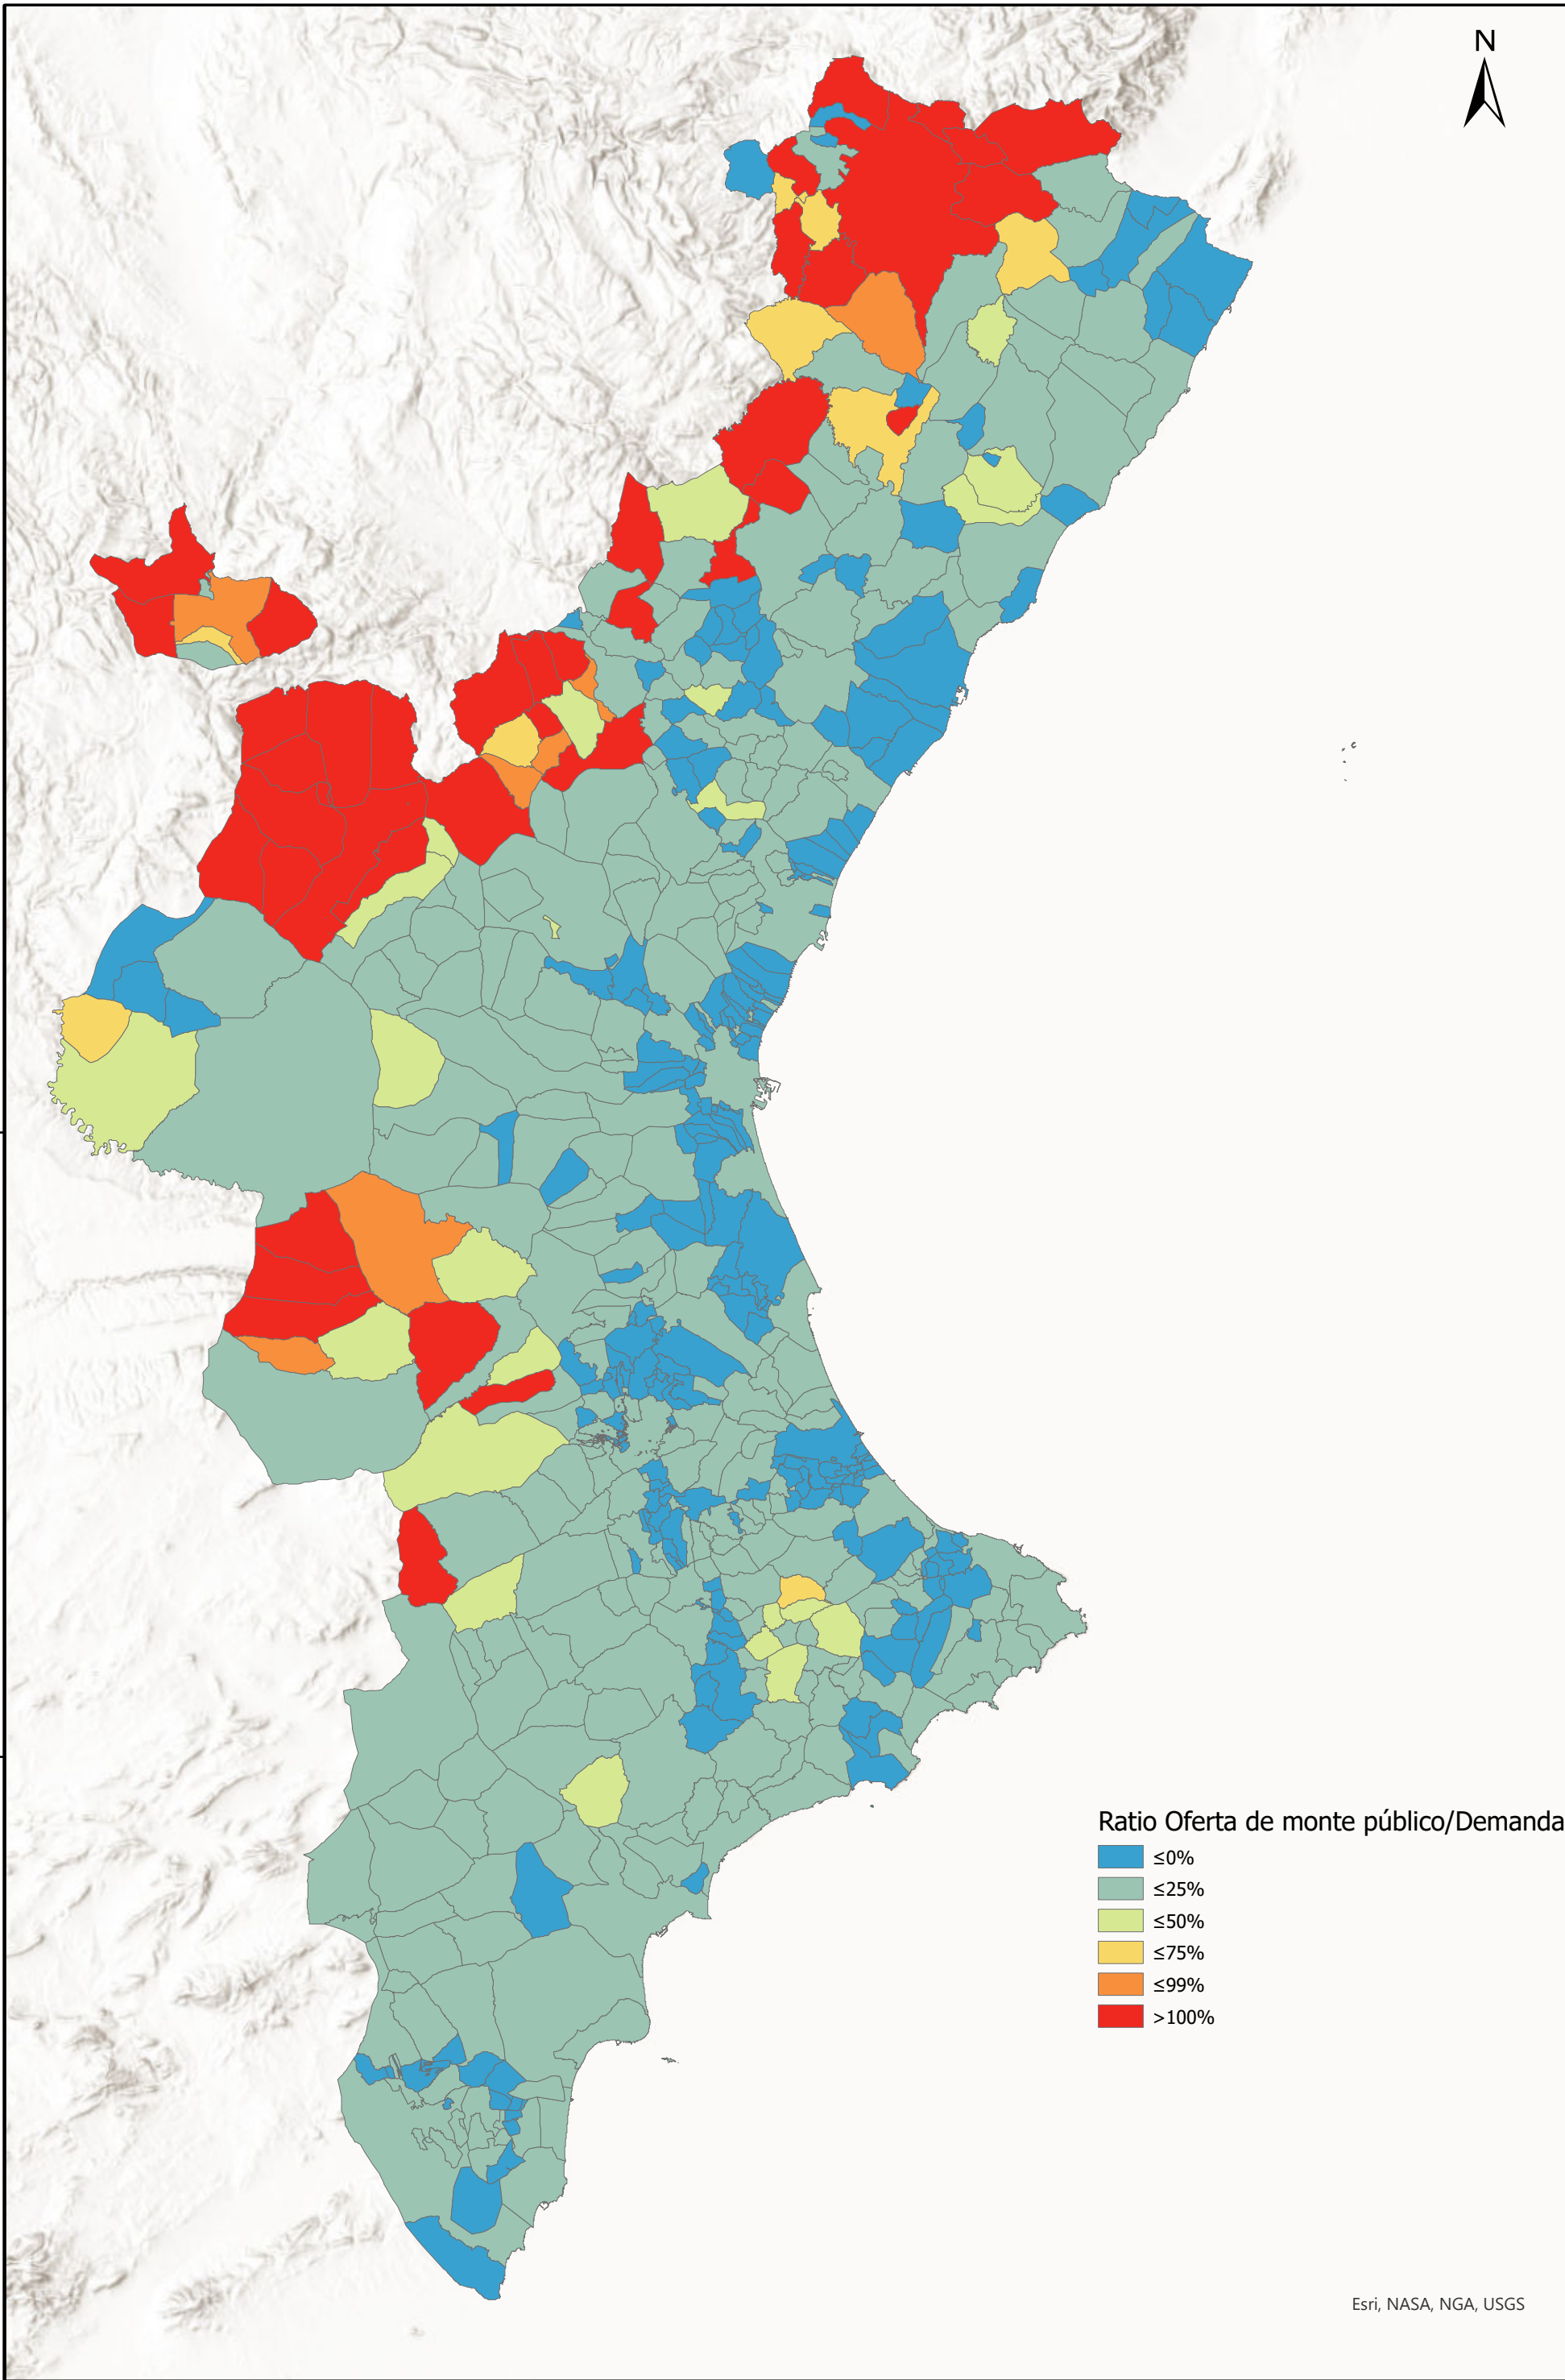 N
Ratio Oferta de monte público/Demanda
≤0%
≤25%
≤50%
≤75%
≤99%
>100%
Esri, NASA, NGA, USGS